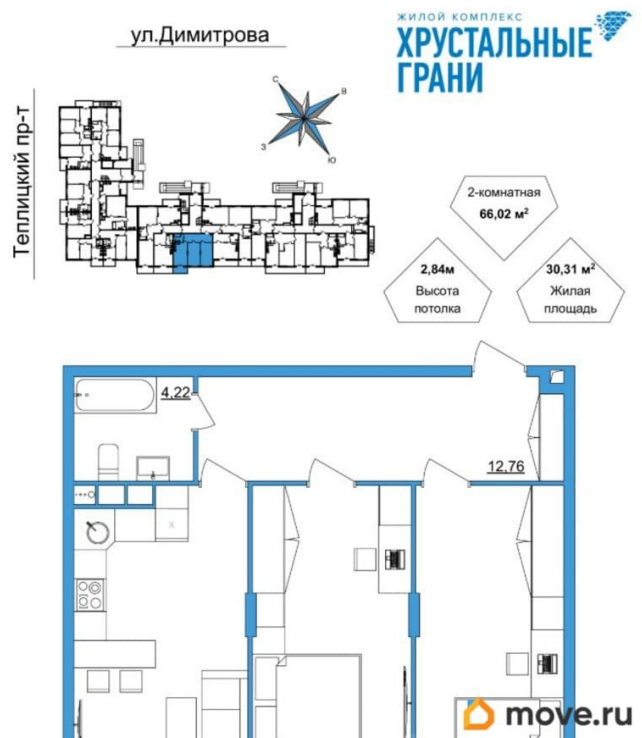 ул.Димитрова
ЖИЛОЙ КОМПЛЕКС
ХРУСТАЛЬНЫЕ
ГРАНИ
Теплицкий пр-т
С
В
З
Ю
2-комнатная
66,02 м²
2,84м
Высота
потолка
30,31 м²
Жилая
площадь
4,22
12,76
X
move.ru